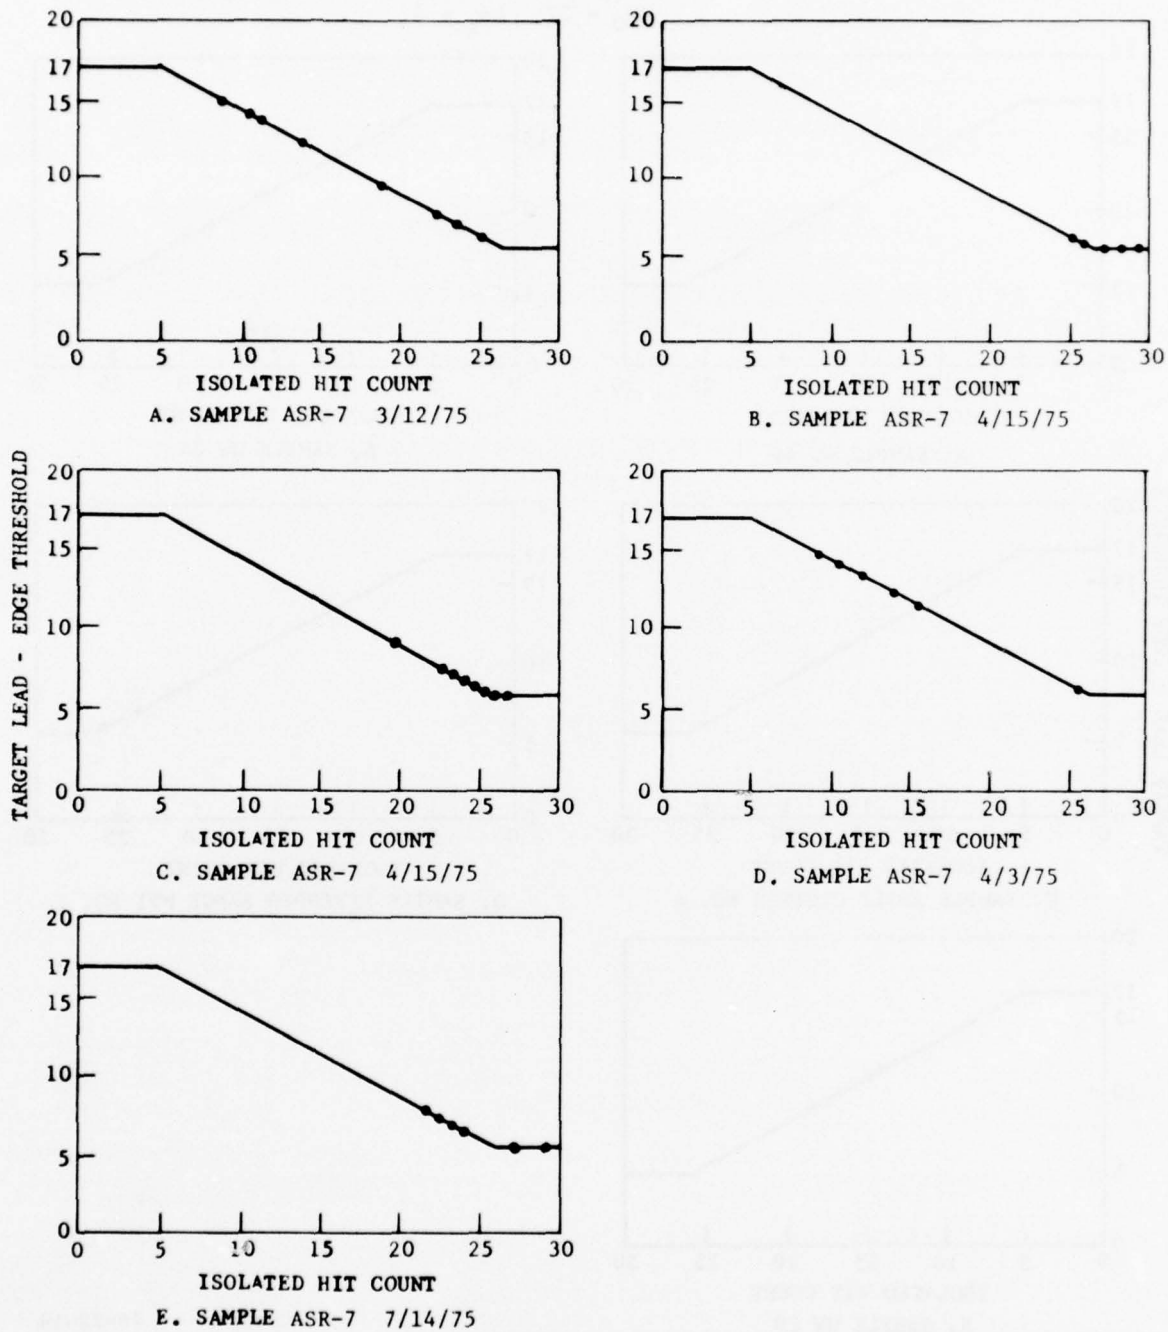 TARGET LEAD - EDGE THRESHOLD
20
17
15
10
5
0
0 5 10 15 20 25 30
ISOLATED HIT COUNT
A. SAMPLE ASR-7 3/12/75
20
17
15
10
5
0
0 5 10 15 20 25 30
ISOLATED HIT COUNT
B. SAMPLE ASR-7 4/15/75
20
17
15
10
5
0
0 5 10 15 20 25 30
ISOLATED HIT COUNT
C. SAMPLE ASR-7 4/15/75
20
17
15
10
5
0
0 5 10 15 20 25 30
ISOLATED HIT COUNT
D. SAMPLE ASR-7 4/3/75
20
17
15
10
5
0
0 5 10 15 20 25 30
ISOLATED HIT COUNT
E. SAMPLE ASR-7 7/14/75